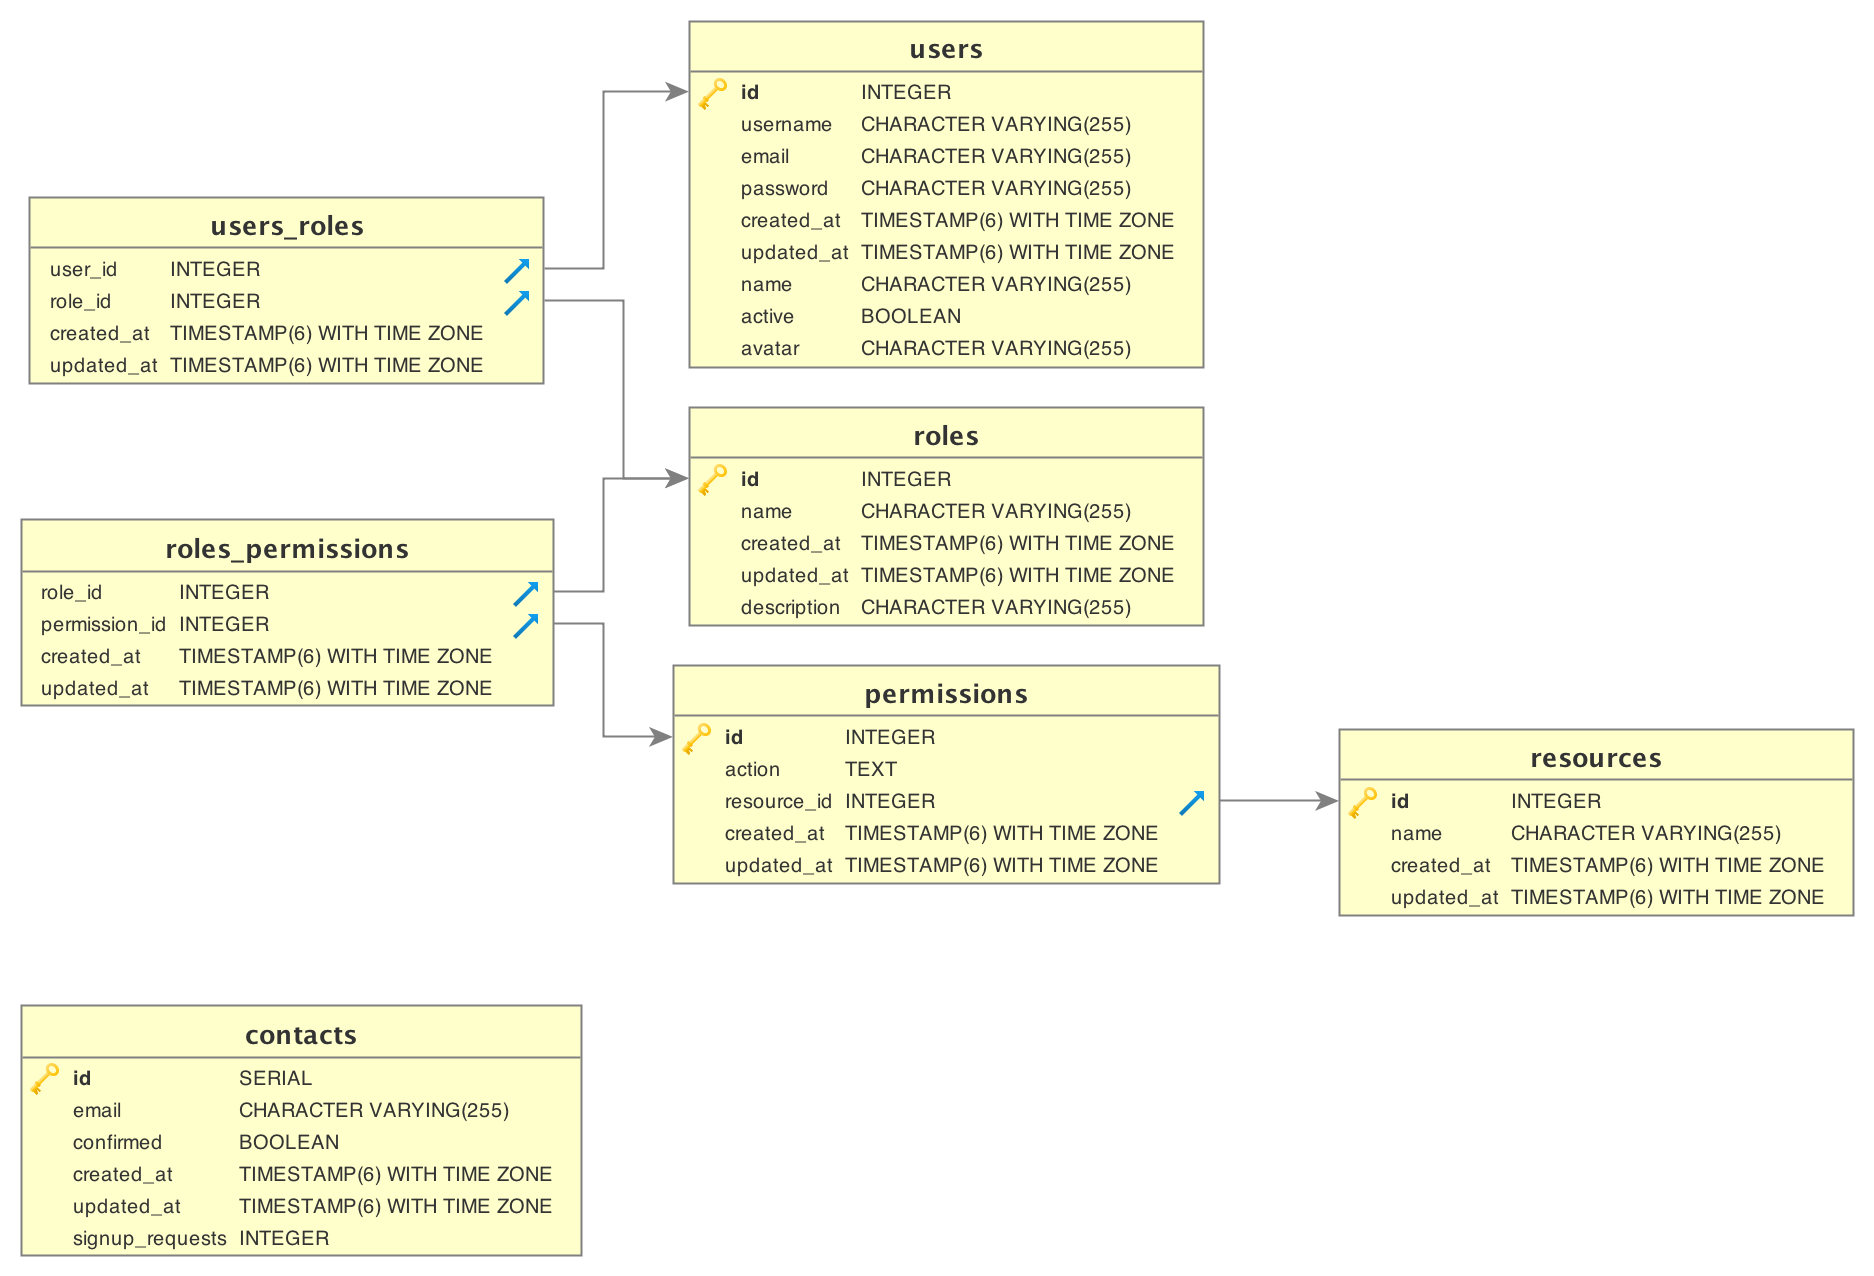 users
id INTEGER
username CHARACTER VARYING(255)
email CHARACTER VARYING(255)
password CHARACTER VARYING(255)
created_at TIMESTAMP(6) WITH TIME ZONE
updated_at TIMESTAMP(6) WITH TIME ZONE
name CHARACTER VARYING(255)
active BOOLEAN
avatar CHARACTER VARYING(255)
users_roles
user_id INTEGER
role_id INTEGER
created_at TIMESTAMP(6) WITH TIME ZONE
updated_at TIMESTAMP(6) WITH TIME ZONE
roles
id INTEGER
name CHARACTER VARYING(255)
created_at TIMESTAMP(6) WITH TIME ZONE
updated_at TIMESTAMP(6) WITH TIME ZONE
description CHARACTER VARYING(255)
roles_permissions
role_id INTEGER
permission_id INTEGER
created_at TIMESTAMP(6) WITH TIME ZONE
updated_at TIMESTAMP(6) WITH TIME ZONE
permissions
id INTEGER
action TEXT
resource_id INTEGER
created_at TIMESTAMP(6) WITH TIME ZONE
updated_at TIMESTAMP(6) WITH TIME ZONE
resources
id INTEGER
name CHARACTER VARYING(255)
created_at TIMESTAMP(6) WITH TIME ZONE
updated_at TIMESTAMP(6) WITH TIME ZONE
contacts
id SERIAL
email CHARACTER VARYING(255)
confirmed BOOLEAN
created_at TIMESTAMP(6) WITH TIME ZONE
updated_at TIMESTAMP(6) WITH TIME ZONE
signup_requests INTEGER